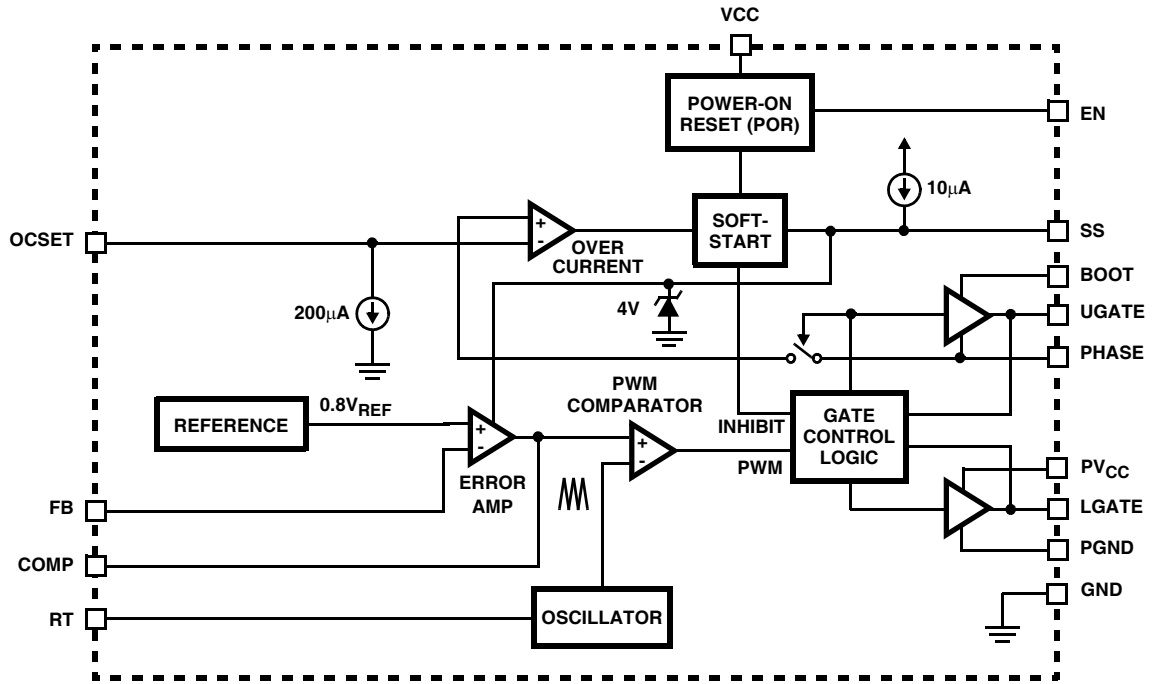 VCC
POWER-ON
RESET (POR)
EN
10µA
SOFT-
START
SS
OCSET
+
-
OVER
CURRENT
BOOT
200µA
4V
UGATE
PHASE
PWM
COMPARATOR
0.8VREF
REFERENCE
+
-
+
-
INHIBIT
GATE
CONTROL
LOGIC
PWM
PVCC
ERROR
AMP
FB
LGATE
PGND
COMP
GND
RT
OSCILLATOR